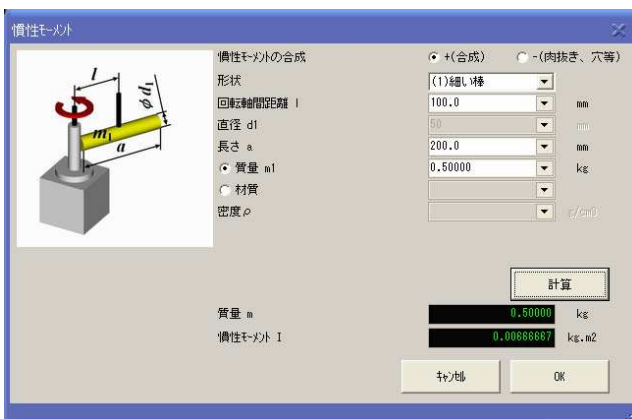 慣性ﾓｰﾒﾝﾄ
慣性ﾓｰﾒﾝﾄの合成 +(合成) -(肉抜き、穴等)
形状 (1)細い棒
回転軸間距離 l 100.0 mm
直径 d1 50 mm
長さ a 200.0 mm
質量 m1 0.50000 kg
材質
密度ρ g/cm3
l
φd1
m1
a
計算
質量 m 0.50000 kg
慣性ﾓｰﾒﾝﾄ I 0.00666667 kg.m2
ｷｬﾝｾﾙ OK